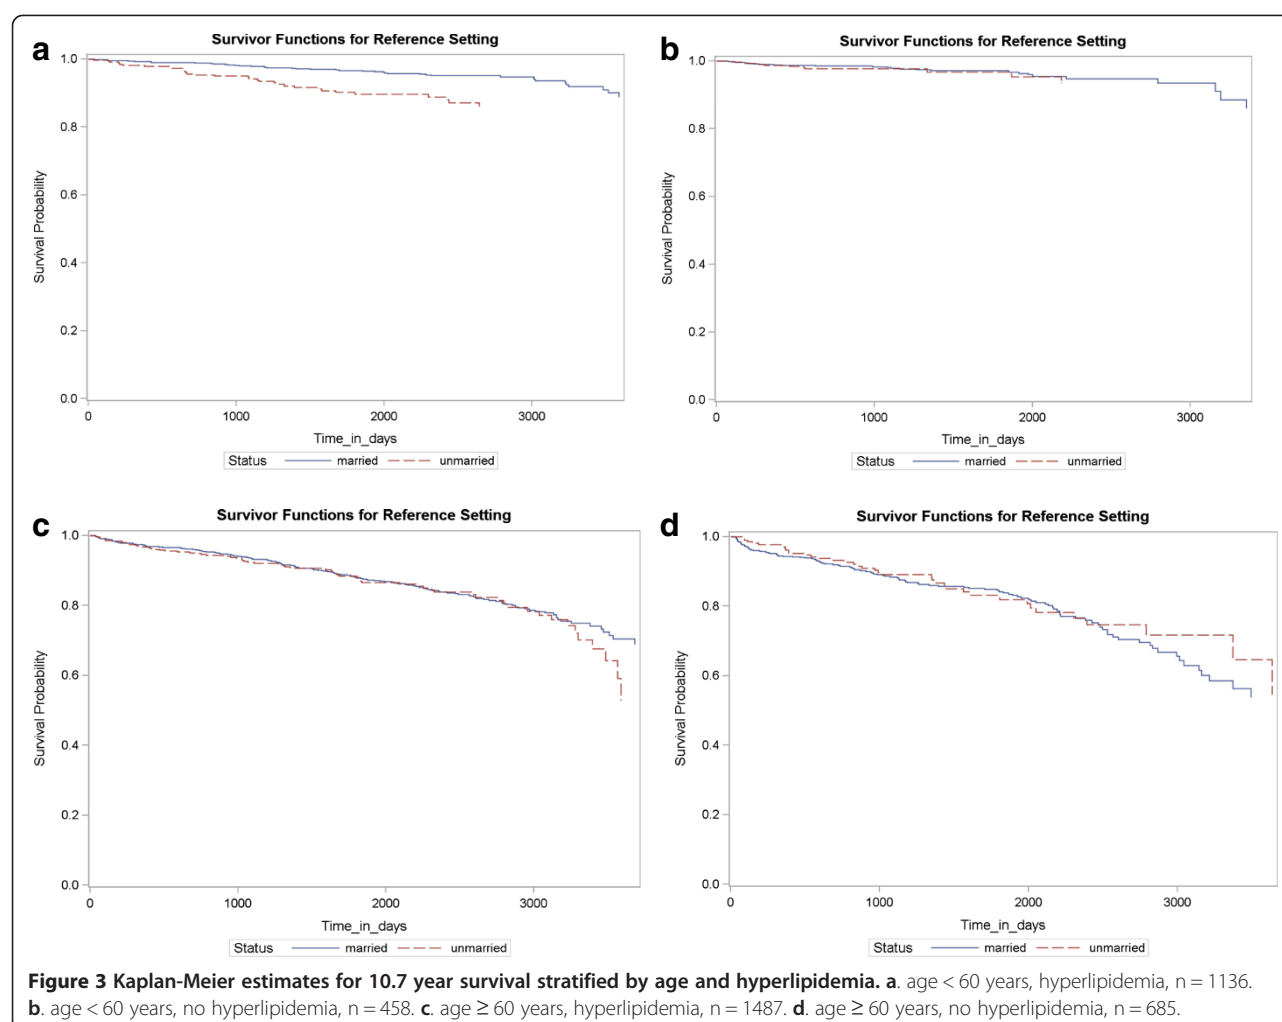 a
Survivor Functions for Reference Setting
1.0
0.8
0.6
0.4
0.2
0.0
Survival Probability
0 1000 2000 3000
Time_in_days
Status married unmarried
b
Survivor Functions for Reference Setting
1.0
0.8
0.6
0.4
0.2
0.0
Survival Probability
0 1000 2000 3000
Time_in_days
Status married unmarried
c
Survivor Functions for Reference Setting
1.0
0.8
0.6
0.4
0.2
0.0
Survival Probability
0 1000 2000 3000
Time_in_days
Status married unmarried
d
Survivor Functions for Reference Setting
1.0
0.8
0.6
0.4
0.2
0.0
Survival Probability
0 1000 2000 3000
Time_in_days
Status married unmarried
Figure 3 Kaplan-Meier estimates for 10.7 year survival stratified by age and hyperlipidemia. a. age < 60 years, hyperlipidemia, n = 1136.
b. age < 60 years, no hyperlipidemia, n = 458. c. age ≥ 60 years, hyperlipidemia, n = 1487. d. age ≥ 60 years, no hyperlipidemia, n = 685.